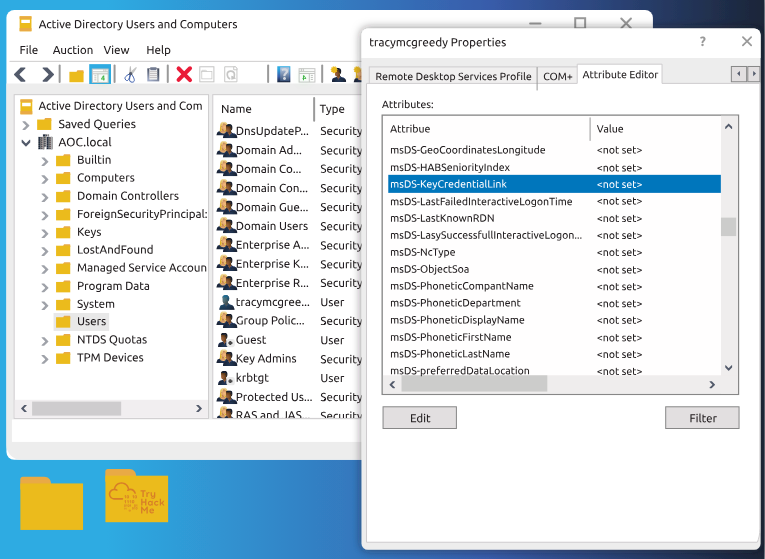 Active Directory Users and Computers
File Auction View Help
Active Directory Users and Com
Saved Queries
AOC.local
Builtin
Computers
Domain Controllers
ForeignSecurityPrincipal:
Keys
LostAndFound
Managed Service Accoun
Program Data
System
Users
NTDS Quotas
TPM Devices
Name Type
DnsUpdateP... Security
Domain Ad... Security
Domain Co... Security
Domain Con... Security
Domain Gue... Security
Domain Users Security
Enterprise A... Security
Enterprise K... Security
Enterprise R... Security
tracymcgree... User
Group Polic... Security
Guest User
Key Admins Security
krbtgt User
Protected Us... Security
RAS and IAS Security
tracymcgreedy Properties
?
Remote Desktop Services Profile COM+ Attribute Editor
Attributes:
Attribue Value
msDS-GeoCoordinatesLongitude <not set>
msDS-HABSeniorityIndex <not set>
msDS-KeyCredentialLink <not set>
msDS-LastFailedInteractiveLogonTime <not set>
msDS-LastKnownRDN <not set>
msDS-LasySuccessfullInteractiveLogon... <not set>
msDS-NcType <not set>
msDS-ObjectSoa <not set>
msDS-PhoneticCompantName <not set>
msDS-PhoneticDepartment <not set>
msDS-PhoneticDisplayName <not set>
msDS-PhoneticFirstName <not set>
msDS-PhoneticLastName <not set>
msDS-preferredDataLocation <not set>
Edit Filter
Try
Hack
Me